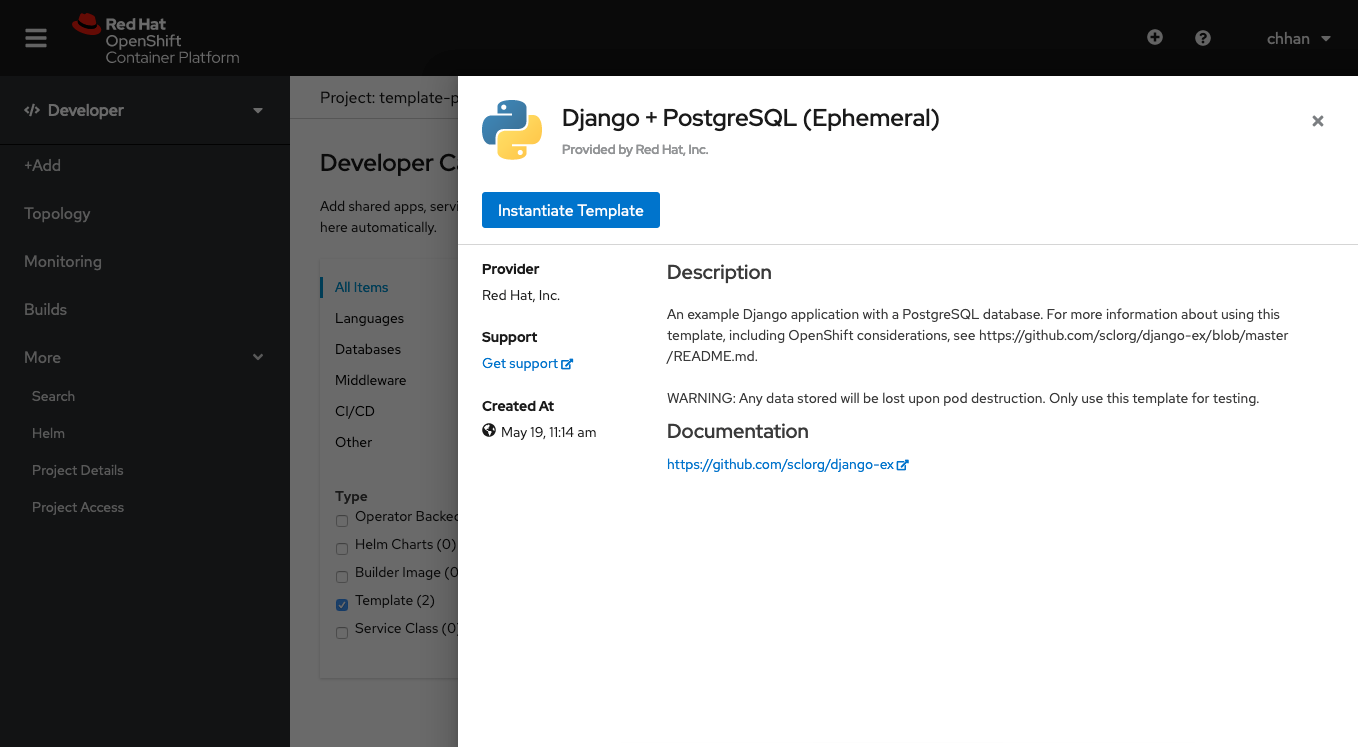 Red Hat
OpenShift
Container Platform
chhan
Developer
+Add
Topology
Monitoring
Builds
More
Search
Helm
Project Details
Project Access
Project: template-p
Developer Ca
Add shared apps, servi
here automatically.
All Items
Languages
Databases
Middleware
CI/CD
Other
Type
Operator Backed
Helm Charts (0)
Builder Image (0
Template (2)
Service Class (0)
Django + PostgreSQL (Ephemeral)
Provided by Red Hat, Inc.
Instantiate Template
Provider
Red Hat, Inc.
Support
Get support
Created At
May 19, 11:14 am
Description
An example Django application with a PostgreSQL database. For more information about using this
template, including OpenShift considerations, see https://github.com/sclorg/django-ex/blob/master
/README.md.
WARNING: Any data stored will be lost upon pod destruction. Only use this template for testing.
Documentation
https://github.com/sclorg/django-ex